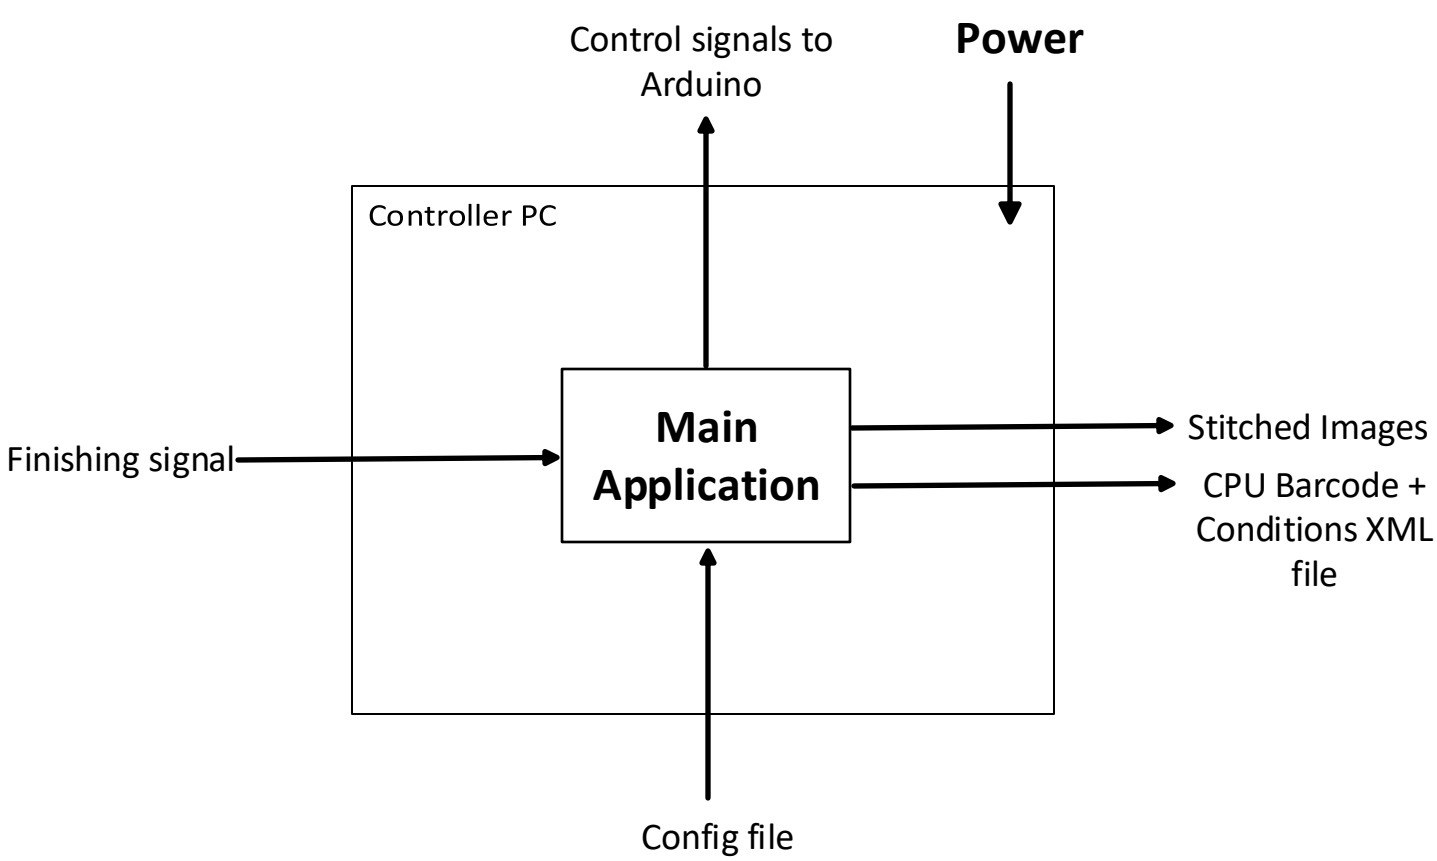 Control signals to
Arduino
Power
Controller PC
Main
Application
Finishing signal
Stitched Images
CPU Barcode +
Conditions XML
file
Config file